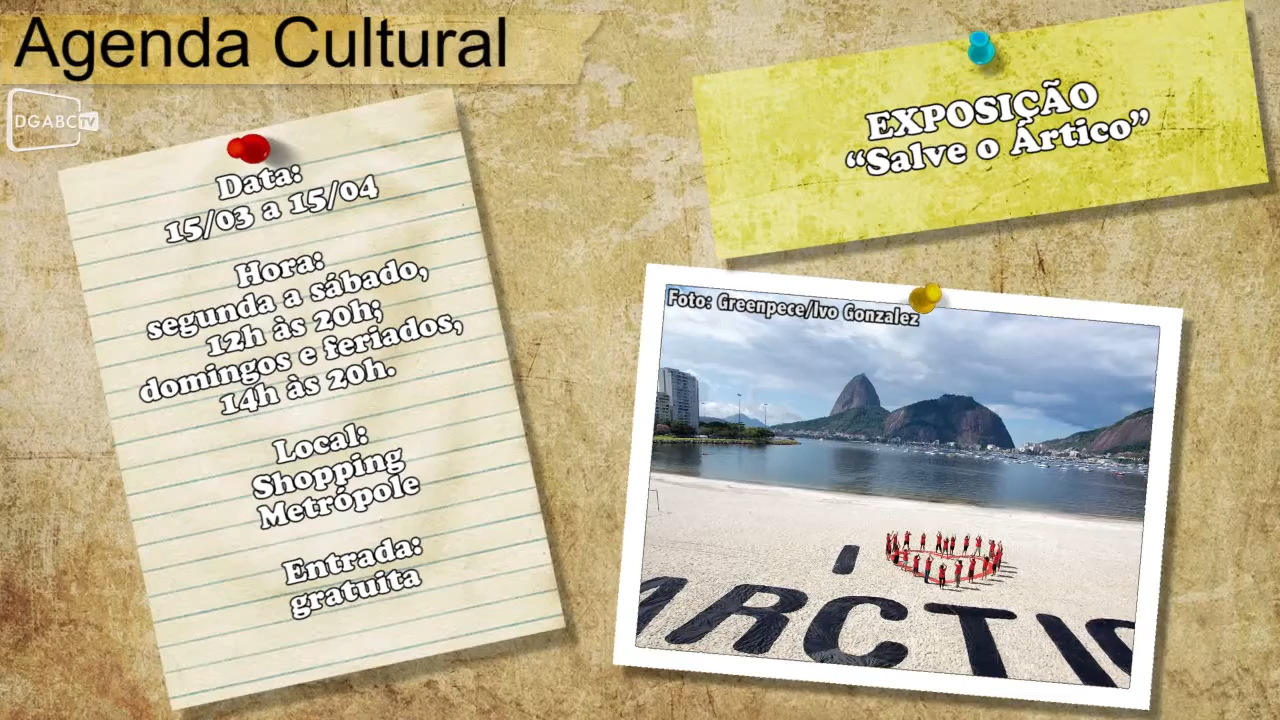 Agenda Cultural
DGABC TV
EXPOSIÇÃO
“Salve o Ártico”
Data:
15/03 a 15/04
Hora:
segunda a sábado,
12h às 20h;
domingos e feriados,
14h às 20h.
Local:
Shopping
Metrópole
Entrada:
gratuita
Foto: Greenpece/Ivo Gonzalez
I
ARCTIC